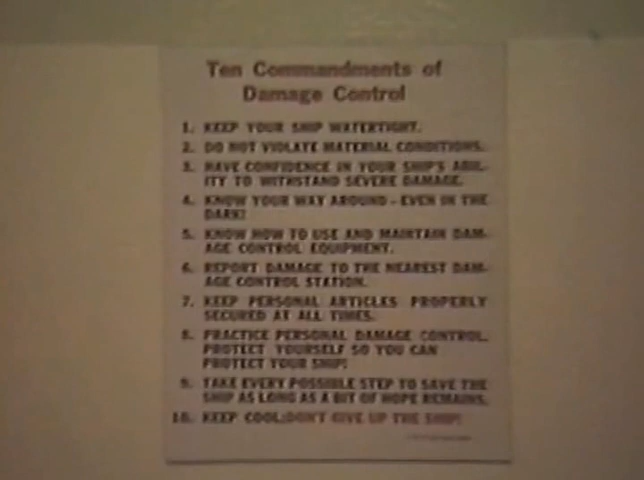 Ten Commandments of
Damage Control
1. KEEP YOUR SHIP WATERTIGHT.
2. DO NOT VIOLATE MATERIAL CONDITIONS.
3. HAVE CONFIDENCE IN YOUR SHIP'S ABIL-
ITY TO WITHSTAND SEVERE DAMAGE.
4. KNOW YOUR WAY AROUND - EVEN IN THE
DARK!
5. KNOW HOW TO USE AND MAINTAIN DAM-
AGE CONTROL EQUIPMENT.
6. REPORT DAMAGE TO THE NEAREST DAM-
AGE CONTROL STATION.
7. KEEP PERSONAL ARTICLES PROPERLY
SECURED AT ALL TIMES.
8. PRACTICE PERSONAL DAMAGE CONTROL.
PROTECT YOURSELF SO YOU CAN
PROTECT YOUR SHIP!
9. TAKE EVERY POSSIBLE STEP TO SAVE THE
SHIP AS LONG AS A BIT OF HOPE REMAINS.
10. KEEP COOL:DON'T GIVE UP THE SHIP!